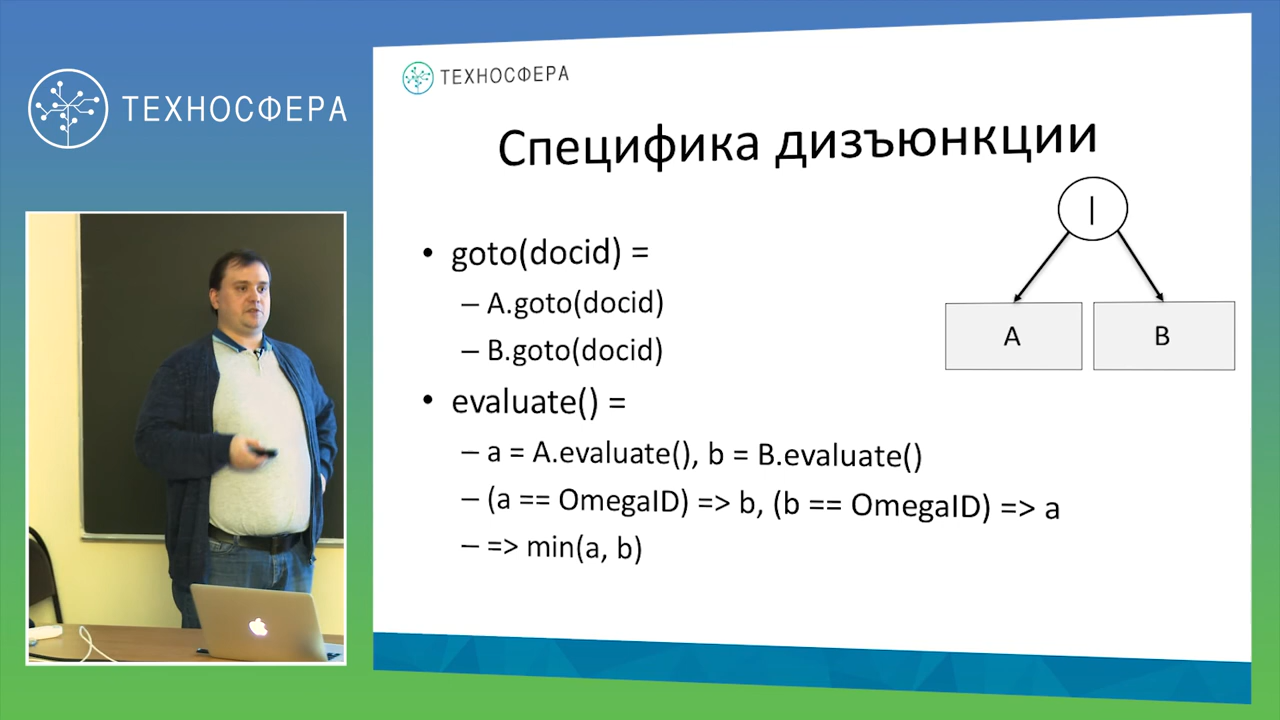 ТЕХНОСФЕРА
ТЕХНОСФЕРА
Специфика дизъюнкции
|
A
B
• goto(docid) =
– A.goto(docid)
– B.goto(docid)
• evaluate() =
– a = A.evaluate(), b = B.evaluate()
– (a == OmegaID) => b, (b == OmegaID) => a
– => min(a, b)